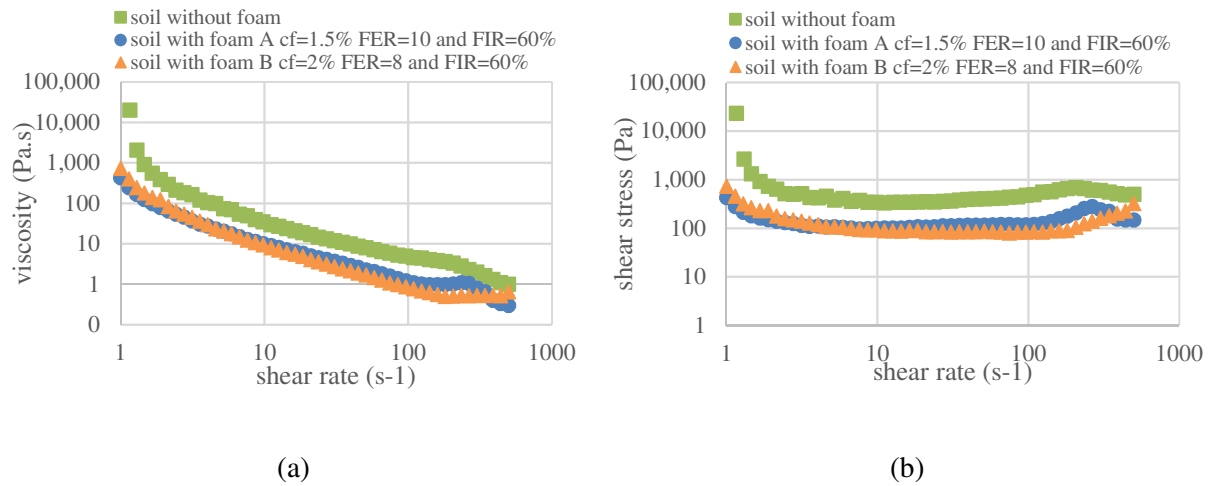 soil without foam
soil with foam A cf=1.5% FER=10 and FIR=60%
soil with foam B cf=2% FER=8 and FIR=60%
100,000
10,000
1,000
100
10
1
0
viscosity (Pa.s)
1
10
100
1000
shear rate (s-1)
(a)
soil without foam
soil with foam A cf=1.5% FER=10 and FIR=60%
soil with foam B cf=2% FER=8 and FIR=60%
100,000
10,000
1,000
100
10
1
shear stress (Pa)
1
10
100
1000
shear rate (s-1)
(b)